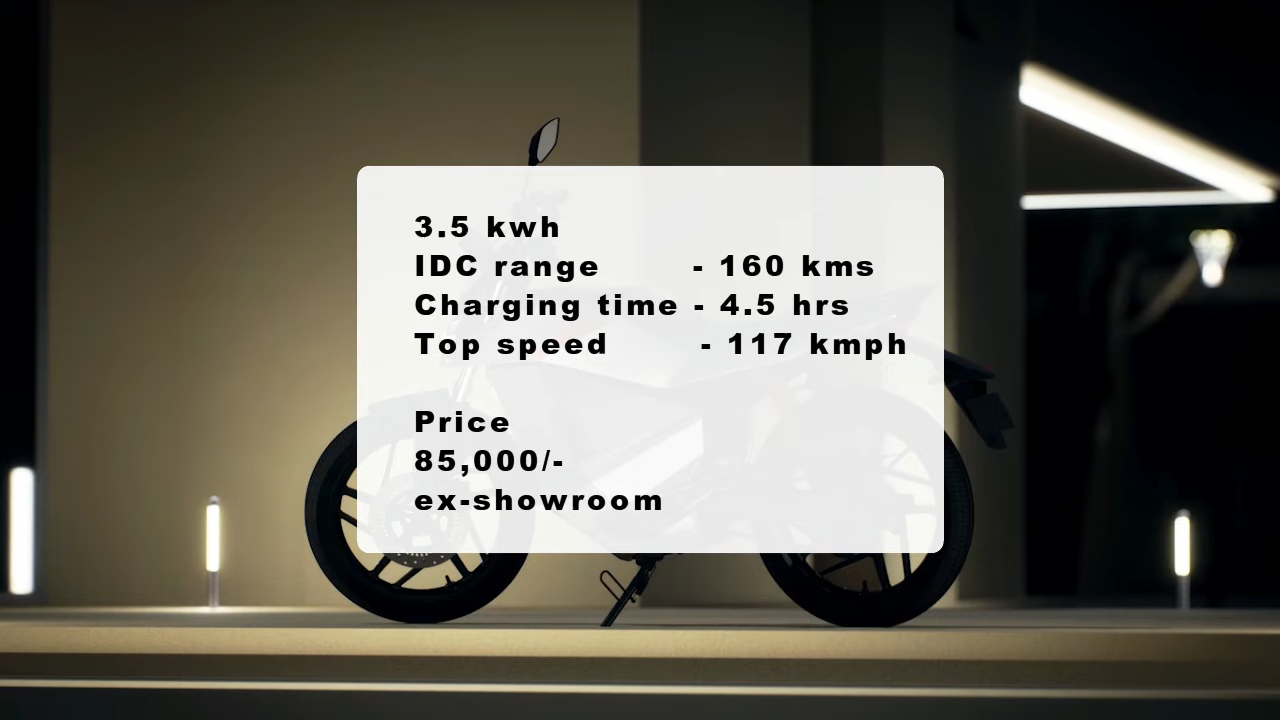 3.5 kwh
IDC range - 160 kms
Charging time - 4.5 hrs
Top speed - 117 kmph
Price
85,000/-
ex-showroom